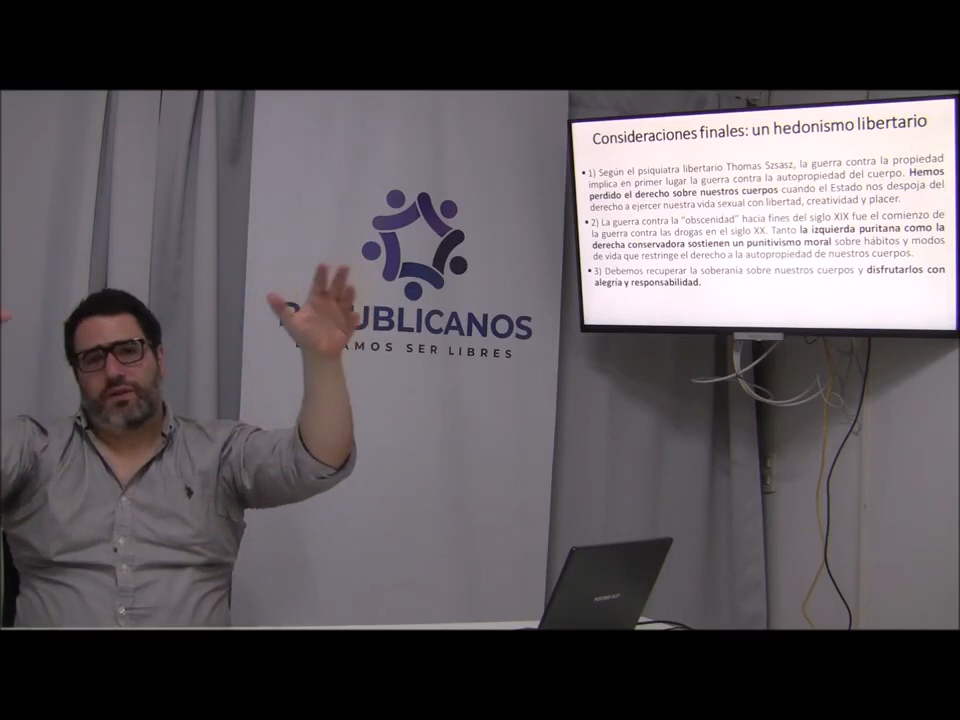 Consideraciones finales: un hedonismo libertario
1) Según el psiquiatra libertario Thomas Szsasz, la guerra contra la propiedad
implica en primer lugar la guerra contra la autopropiedad del cuerpo. Hemos
perdido el derecho sobre nuestros cuerpos cuando el Estado nos despoja del
derecho a ejercer nuestra vida sexual con libertad, creatividad y placer.
2) La guerra contra la "obscenidad" hacia fines del siglo XIX fue el comienzo de
la guerra contra las drogas en el siglo XX. Tanto la izquierda puritana como la
derecha conservadora sostienen un punitivismo moral sobre hábitos y modos
de vida que restringe el derecho a la autopropiedad de nuestros cuerpos.
3) Debemos recuperar la soberanía sobre nuestros cuerpos y disfrutarlos con
alegría y responsabilidad.
UBLICANOS
AMOS SER LIBRES